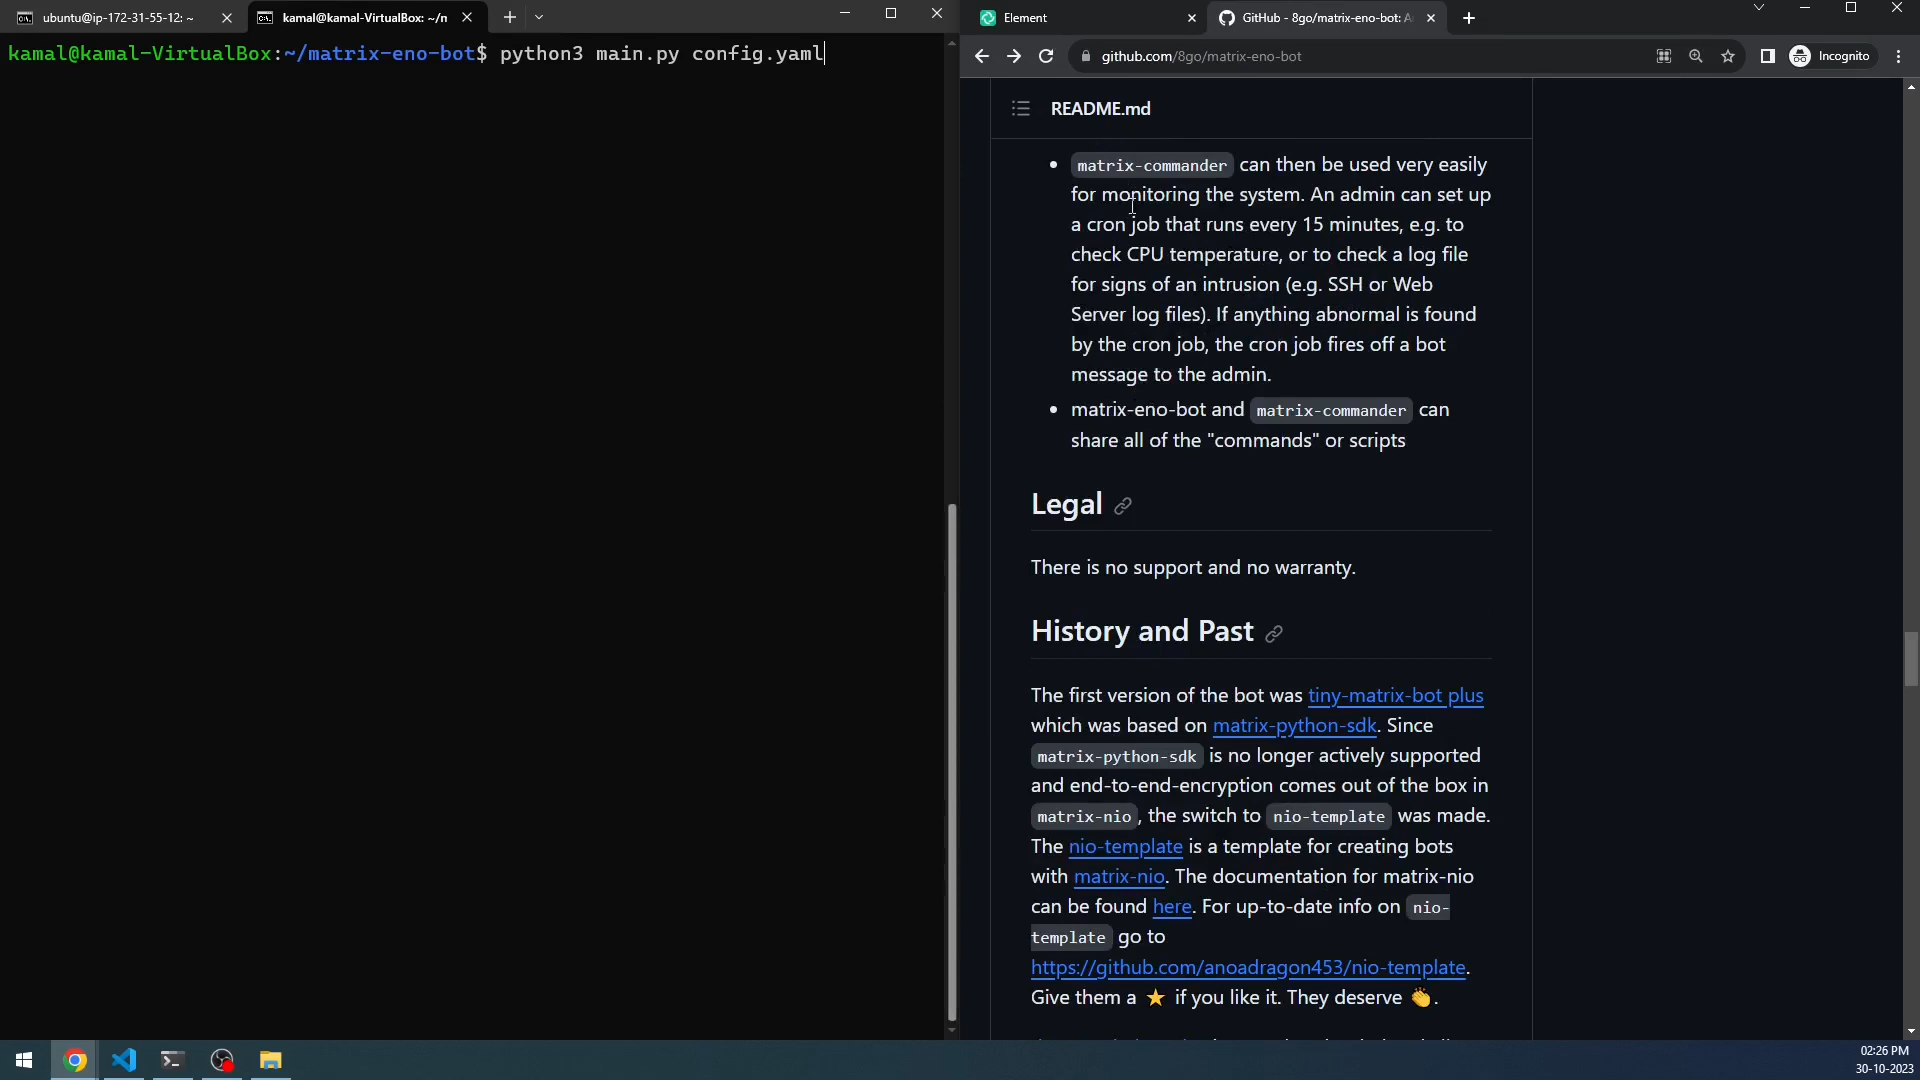 ubuntu@ip-172-31-55-12: ~
kamal@kamal-VirtualBox: ~/n
kamal@kamal-VirtualBox:~/matrix-eno-bot$ python3 main.py config.yaml
Element
GitHub - 8go/matrix-eno-bot: A
github.com/8go/matrix-eno-bot
Incognito
README.md
matrix-commander can then be used very easily
for monitoring the system. An admin can set up
a cron job that runs every 15 minutes, e.g. to
check CPU temperature, or to check a log file
for signs of an intrusion (e.g. SSH or Web
Server log files). If anything abnormal is found
by the cron job, the cron job fires off a bot
message to the admin.
matrix-eno-bot and matrix-commander can
share all of the "commands" or scripts
Legal
There is no support and no warranty.
History and Past
The first version of the bot was tiny-matrix-bot plus
which was based on matrix-python-sdk. Since
matrix-python-sdk is no longer actively supported
and end-to-end-encryption comes out of the box in
matrix-nio, the switch to nio-template was made.
The nio-template is a template for creating bots
with matrix-nio. The documentation for matrix-nio
can be found here. For up-to-date info on nio-
template go to
https://github.com/anoadragon453/nio-template.
Give them a ⭐ if you like it. They deserve 👏.
02:26 PM
30-10-2023